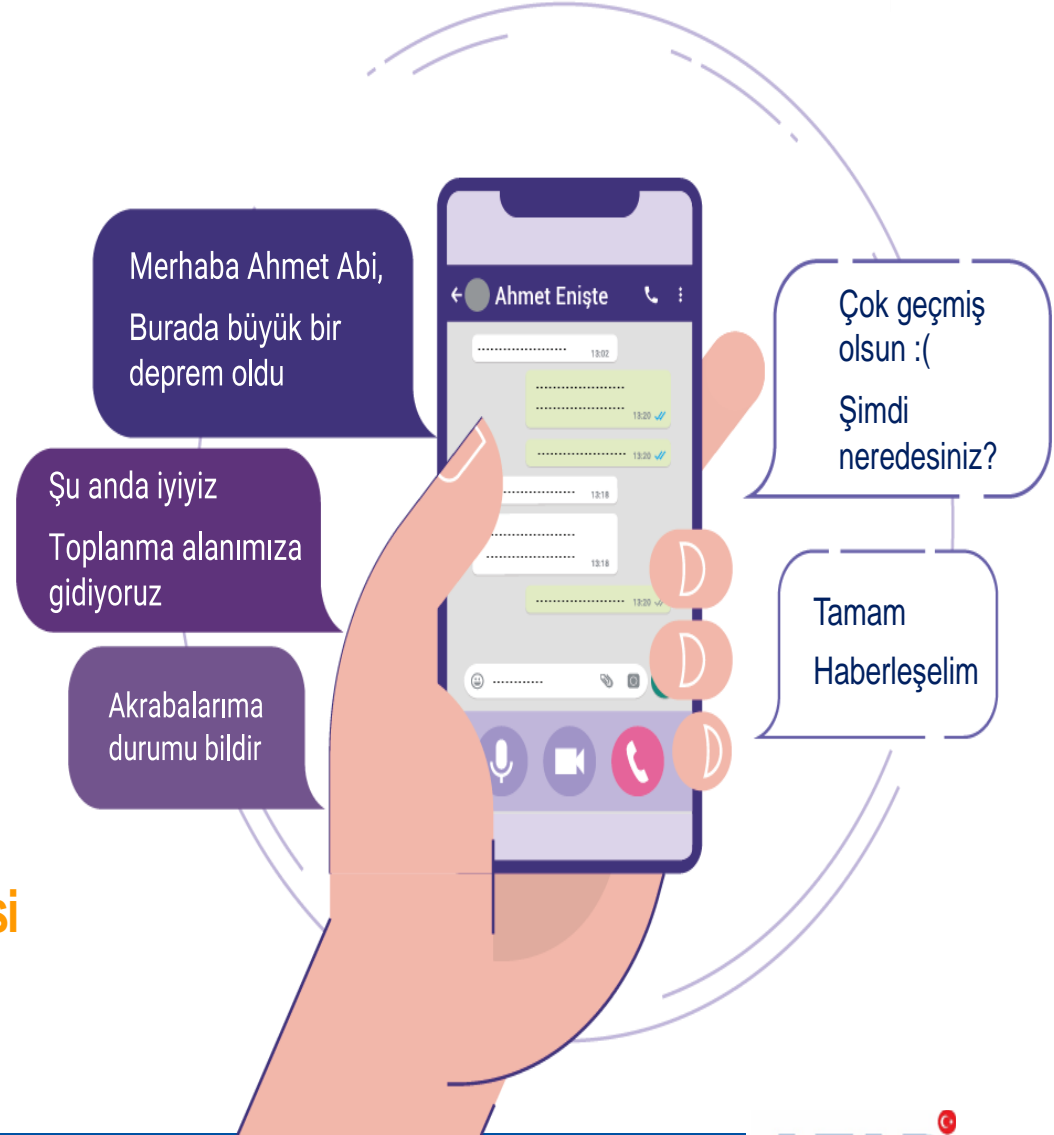 Merhaba Ahmet Abi,
Burada büyük bir
deprem oldu
Şu anda iyiyiz
Toplanma alanımıza
gidiyoruz
Akrabalarıma
durumu bildir
Ahmet Enişte
13:02
13:20
13:20
13:18
13:18
13:20
Çok geçmiş
olsun :(
Şimdi
neredesiniz?
Tamam
Haberleşelim
si